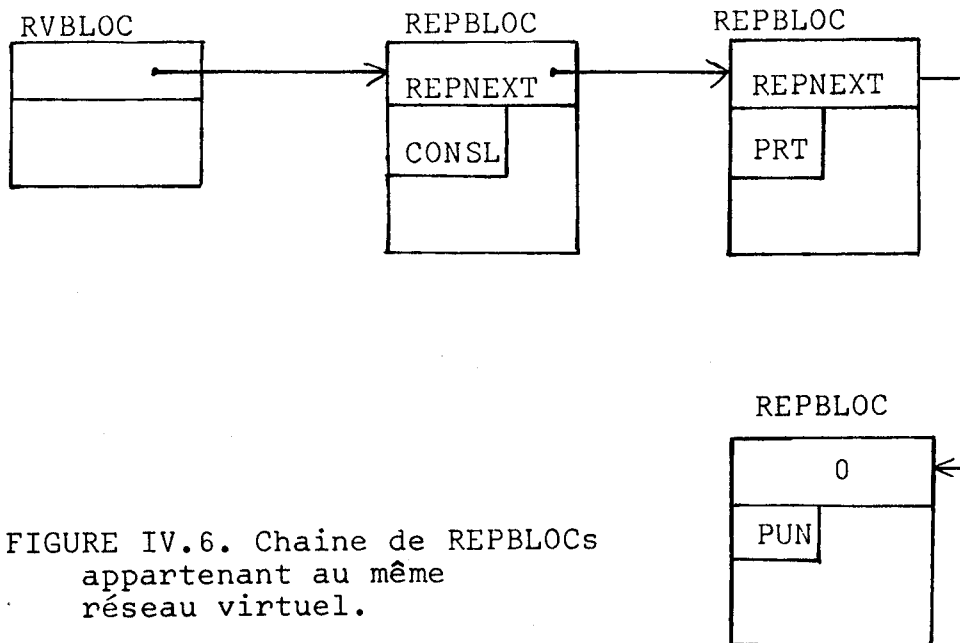 RVBLOC REPBLOC REPBLOC
REPNEXT REPNEXT
CONSL PRT
REPBLOC
0
PUN
FIGURE IV.6. Chaine de REPBLOCs
appartenant au même
réseau virtuel.